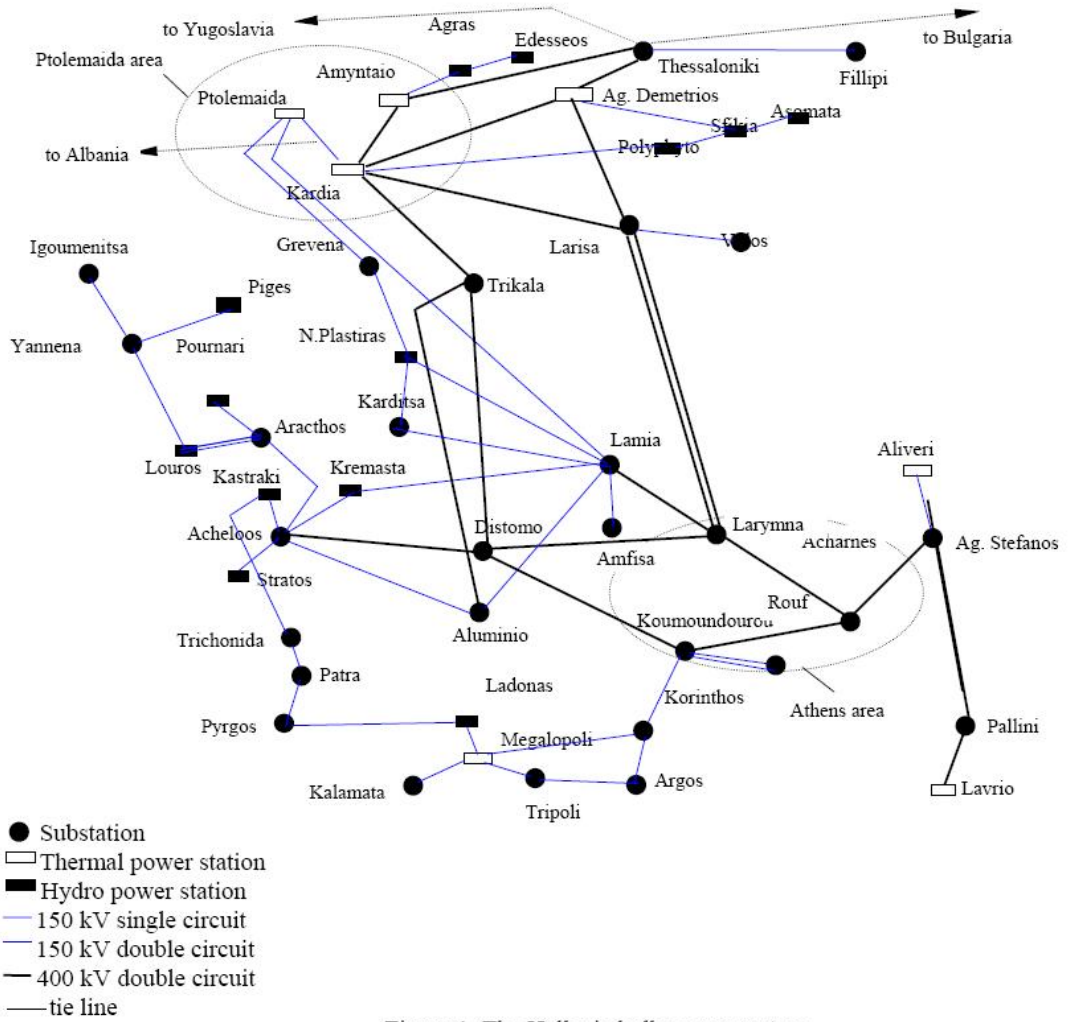 to Yugoslavia
Agras
Edesseos
to Bulgaria
Ptolemaida area
Amyntaio
Thessaloniki
Fillipi
Ptolemaida
Ag. Demetrios
Asomata
Sfikia
to Albania
Polyphyto
Kardia
Igoumenitsa
Grevena
Larisa
Volos
Piges
Trikala
Yannena
Pournari
N.Plastiras
Karditsa
Aracthos
Lamia
Aliveri
Louros
Kastraki
Kremasta
Acheloos
Distomo
Larymna
Acharnes
Ag. Stefanos
Amfisa
Stratos
Rouf
Koumoundourou
Trichonida
Aluminio
Patra
Ladonas
Korinthos
Athens area
Pyrgos
Pallini
Megalopoli
Kalamata
Argos
Lavrio
Tripoli
Substation
Thermal power station
Hydro power station
150 kV single circuit
150 kV double circuit
400 kV double circuit
tie line